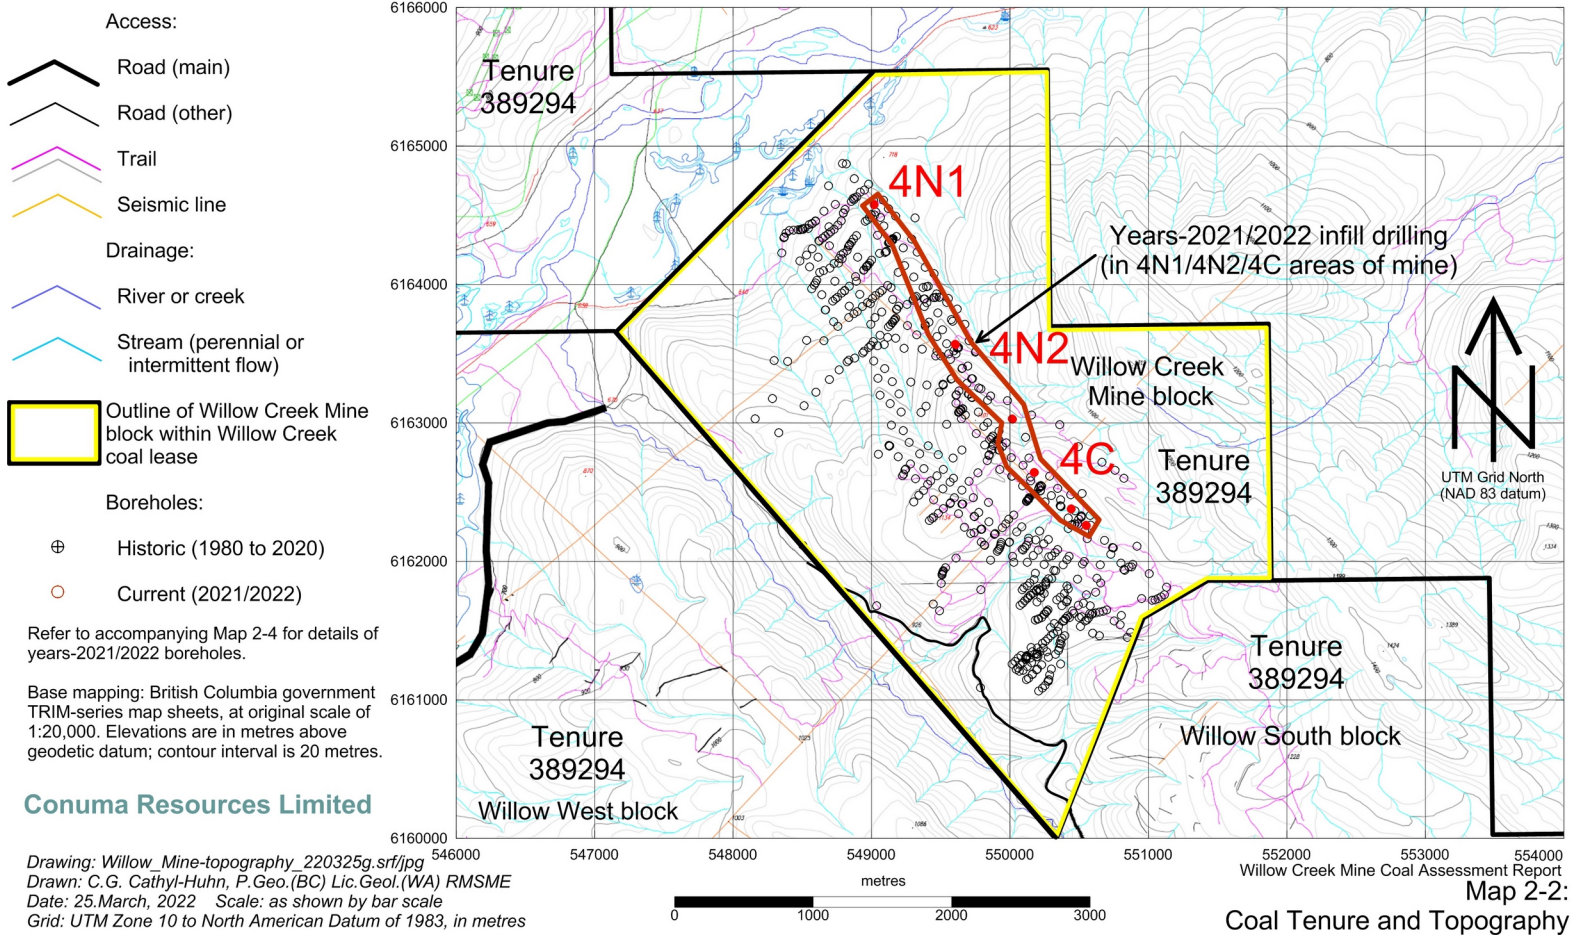 Access:
Road (main)
Road (other)
Trail
Seismic line
Drainage:
River or creek
Stream (perennial or
intermittent flow)
Outline of Willow Creek Mine
block within Willow Creek
coal lease
Boreholes:
Historic (1980 to 2020)
Current (2021/2022)
Refer to accompanying Map 2-4 for details of
years-2021/2022 boreholes.
Base mapping: British Columbia government
TRIM-series map sheets, at original scale of
1:20,000. Elevations are in metres above
geodetic datum; contour interval is 20 metres.
Conuma Resources Limited
Drawing: Willow_Mine-topography_220325g.srf/jpg
Drawn: C.G. Cathyl-Huhn, P.Geo.(BC) Lic.Geol.(WA) RMSME
Date: 25.March, 2022 Scale: as shown by bar scale
Grid: UTM Zone 10 to North American Datum of 1983, in metres
6166000
6165000
6164000
6163000
6162000
6161000
6160000
Tenure
389294
4N1
Years-2021/2022 infill drilling
(in 4N1/4N2/4C areas of mine)
4N2
Willow Creek
Mine block
4C
Tenure
389294
N
UTM Grid North
(NAD 83 datum)
Tenure
389294
Willow South block
Tenure
389294
Willow West block
546000
547000
548000
549000
550000
551000
552000
553000
554000
metres
0
1000
2000
3000
Willow Creek Mine Coal Assessment Report
Map 2-2:
Coal Tenure and Topography